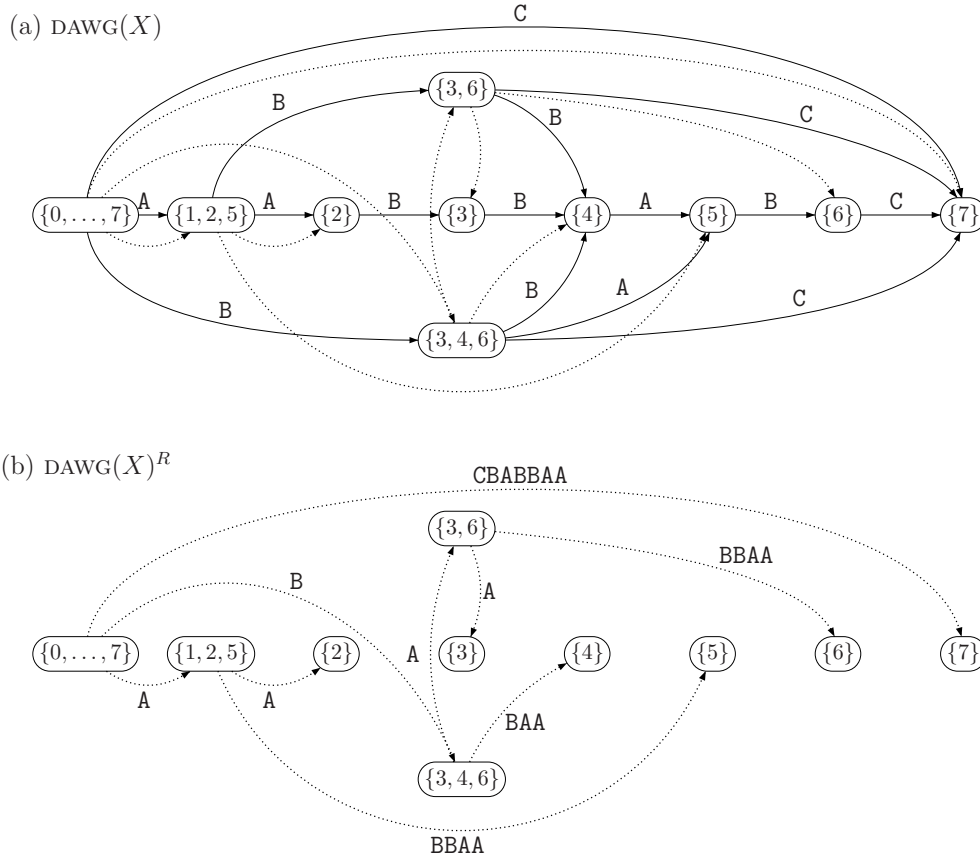 (a) DAWG(X)
C
{3, 6}
B
B
C
{0, . . . , 7}
A
{1, 2, 5}
A
{2}
B
{3}
B
{4}
A
{5}
B
{6}
C
{7}
B
B
A
C
{3, 4, 6}
(b) DAWG(X)^R
CBABBAA
{3, 6}
BBAA
B
A
{0, . . . , 7}
{1, 2, 5}
{2}
A
{3}
{4}
{5}
{6}
{7}
A
A
BAA
{3, 4, 6}
BBAA